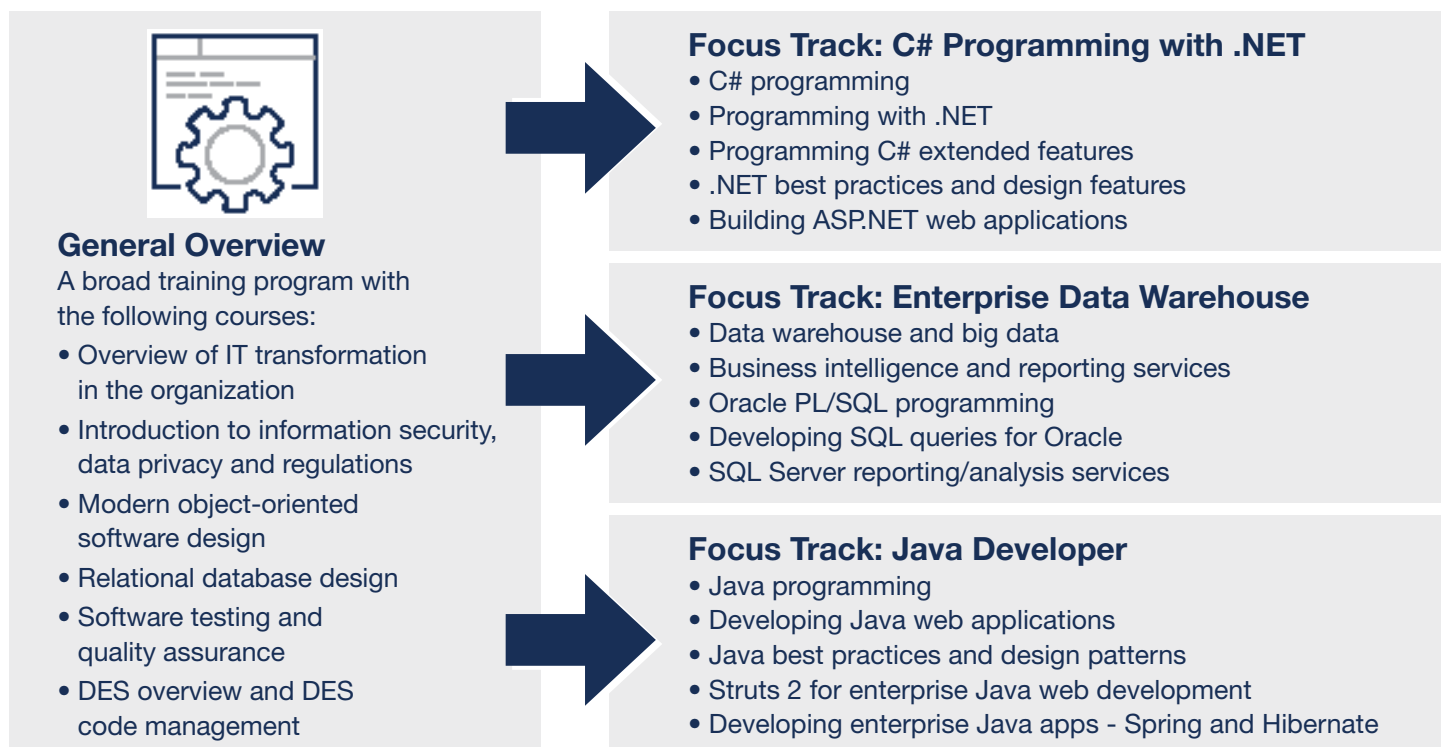 General Overview
A broad training program with
the following courses:
• Overview of IT transformation
in the organization
• Introduction to information security,
data privacy and regulations
• Modern object-oriented
software design
• Relational database design
• Software testing and
quality assurance
• DES overview and DES
code management
Focus Track: C# Programming with .NET
• C# programming
• Programming with .NET
• Programming C# extended features
• .NET best practices and design features
• Building ASP.NET web applications
Focus Track: Enterprise Data Warehouse
• Data warehouse and big data
• Business intelligence and reporting services
• Oracle PL/SQL programming
• Developing SQL queries for Oracle
• SQL Server reporting/analysis services
Focus Track: Java Developer
• Java programming
• Developing Java web applications
• Java best practices and design patterns
• Struts 2 for enterprise Java web development
• Developing enterprise Java apps - Spring and Hibernate